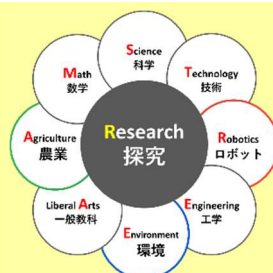 Science
科学
Technology
技術
Robotics
ロボット
Engineering
工学
Environment
環境
Liberal Arts
一般教科
Agriculture
農業
Math
数学
Research
探究